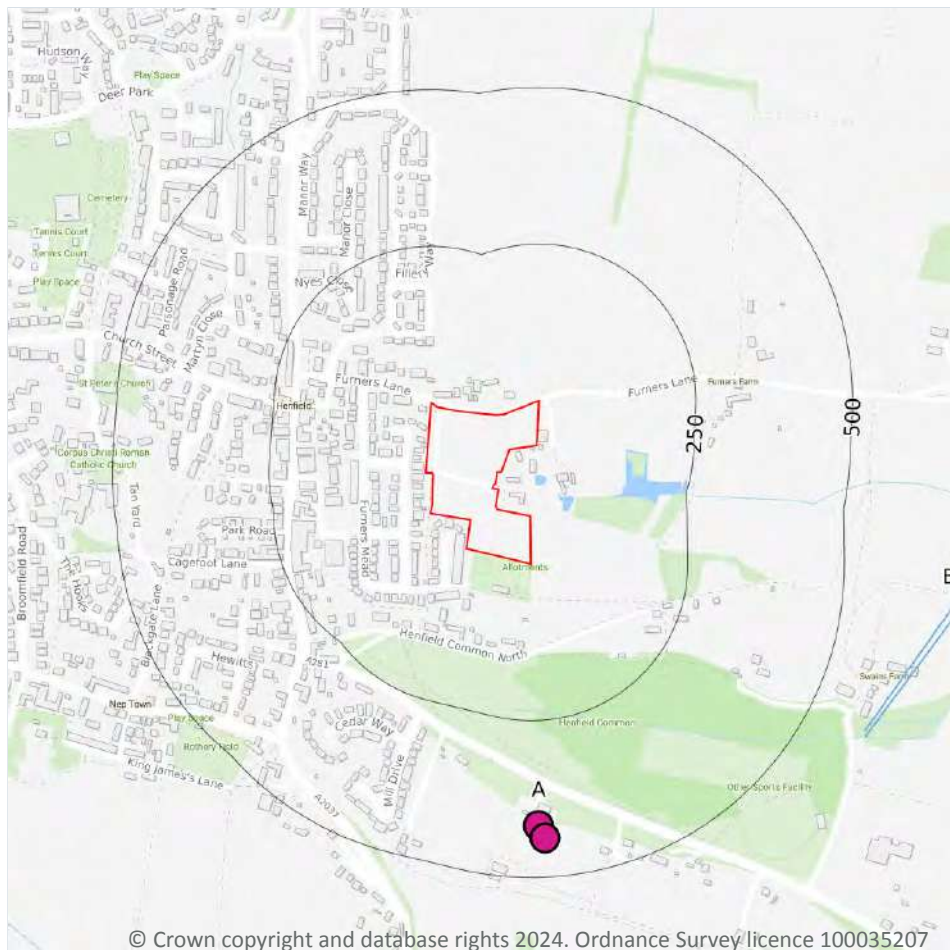 Hudson
Way
Play Space
Deer Park
Cemetery
Tennis Court
Tennis Court
Play Space
Manor Way
Manor Close
Parsonage Road
Martyn Close
Nyes Close
Way
Church Street
St Peter's Church
Furners Lane
Henfield
Furners Lane
Furners Farm
250
500
Corpus Christi Roman
Catholic Church
Tan Yard
Park Road
Cagefoot Lane
Furners Mead
Allotments
Broomfield Road
The Hooks
Blackgate Lane
Hewitts
A281
Henfield Common North
Swains Farm
Nep Town
Play Space
Rothery Field
Cedar Way
Henfield Common
King James's Lane
Mill Drive
A2037
Other Sports Facility
A
© Crown copyright and database rights 2024. Ordnance Survey licence 100035207